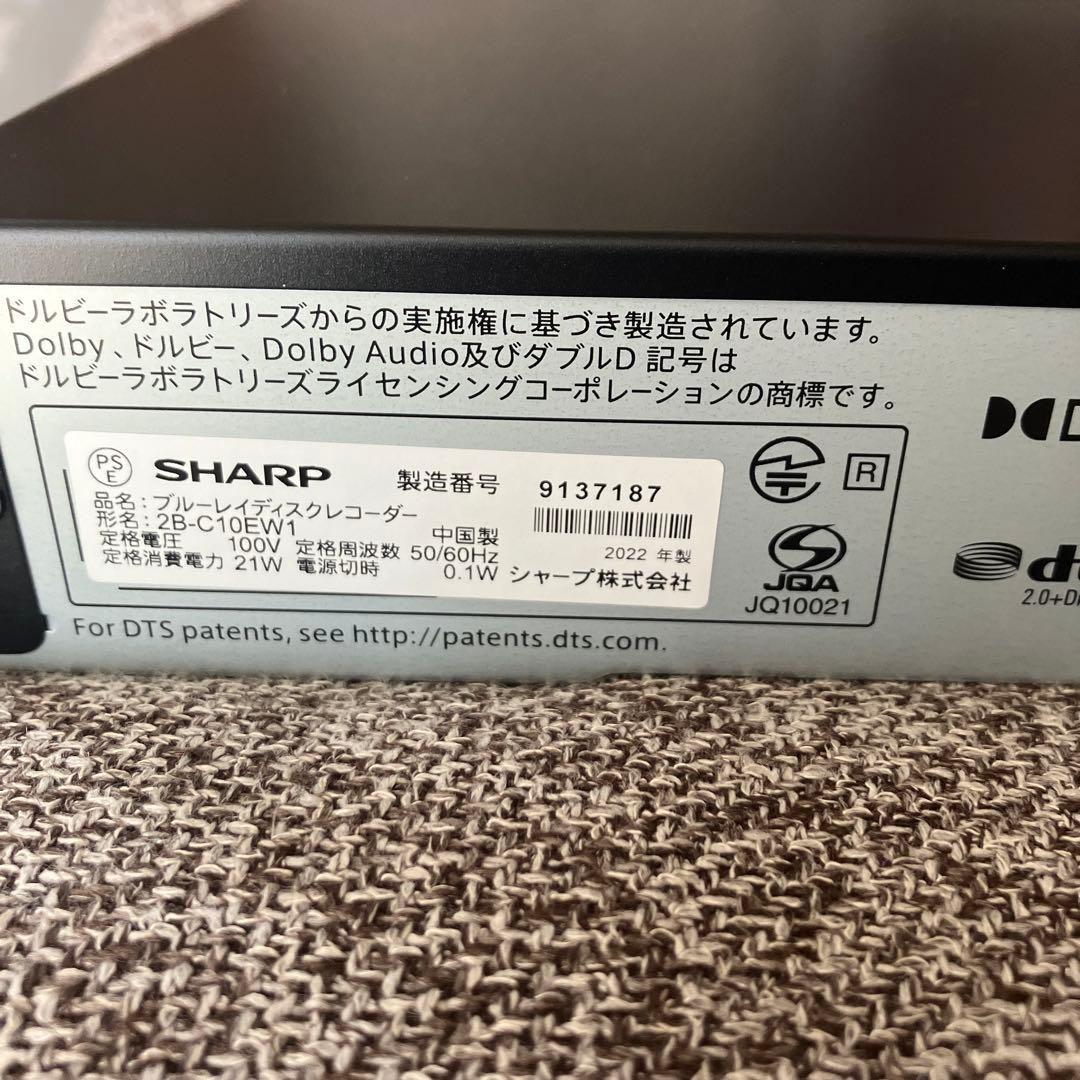 ドルビーラボラトリーズからの実施権に基づき製造されています。
Dolby、ドルビー、Dolby Audio及びダブルD 記号は
ドルビーラボラトリーズライセンシングコーポレーションの商標です。
PSE SHARP 製造番号 9137187
品名：ブルーレイディスクレコーダー
形名：2B-C10EW1 中国製
定格電圧 100V 定格周波数 50/60Hz 2022 年製
定格消費電力 21W 電源切時 0.1W シャープ株式会社
R
JQA
JQ10021
2.0+Di
For DTS patents, see http://patents.dts.com.